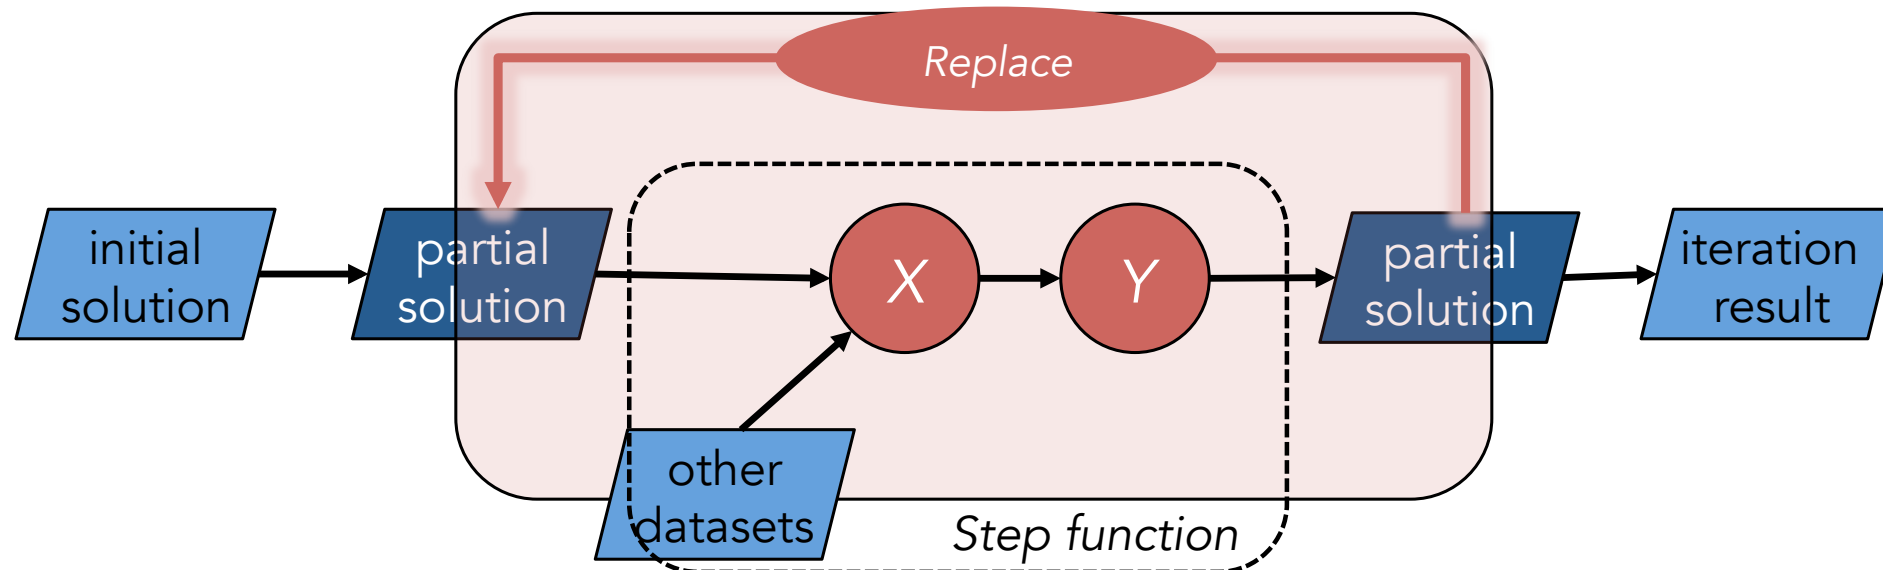 Replace
initial
solution
partial
solution
X
Y
partial
solution
iteration
result
other
datasets
Step function